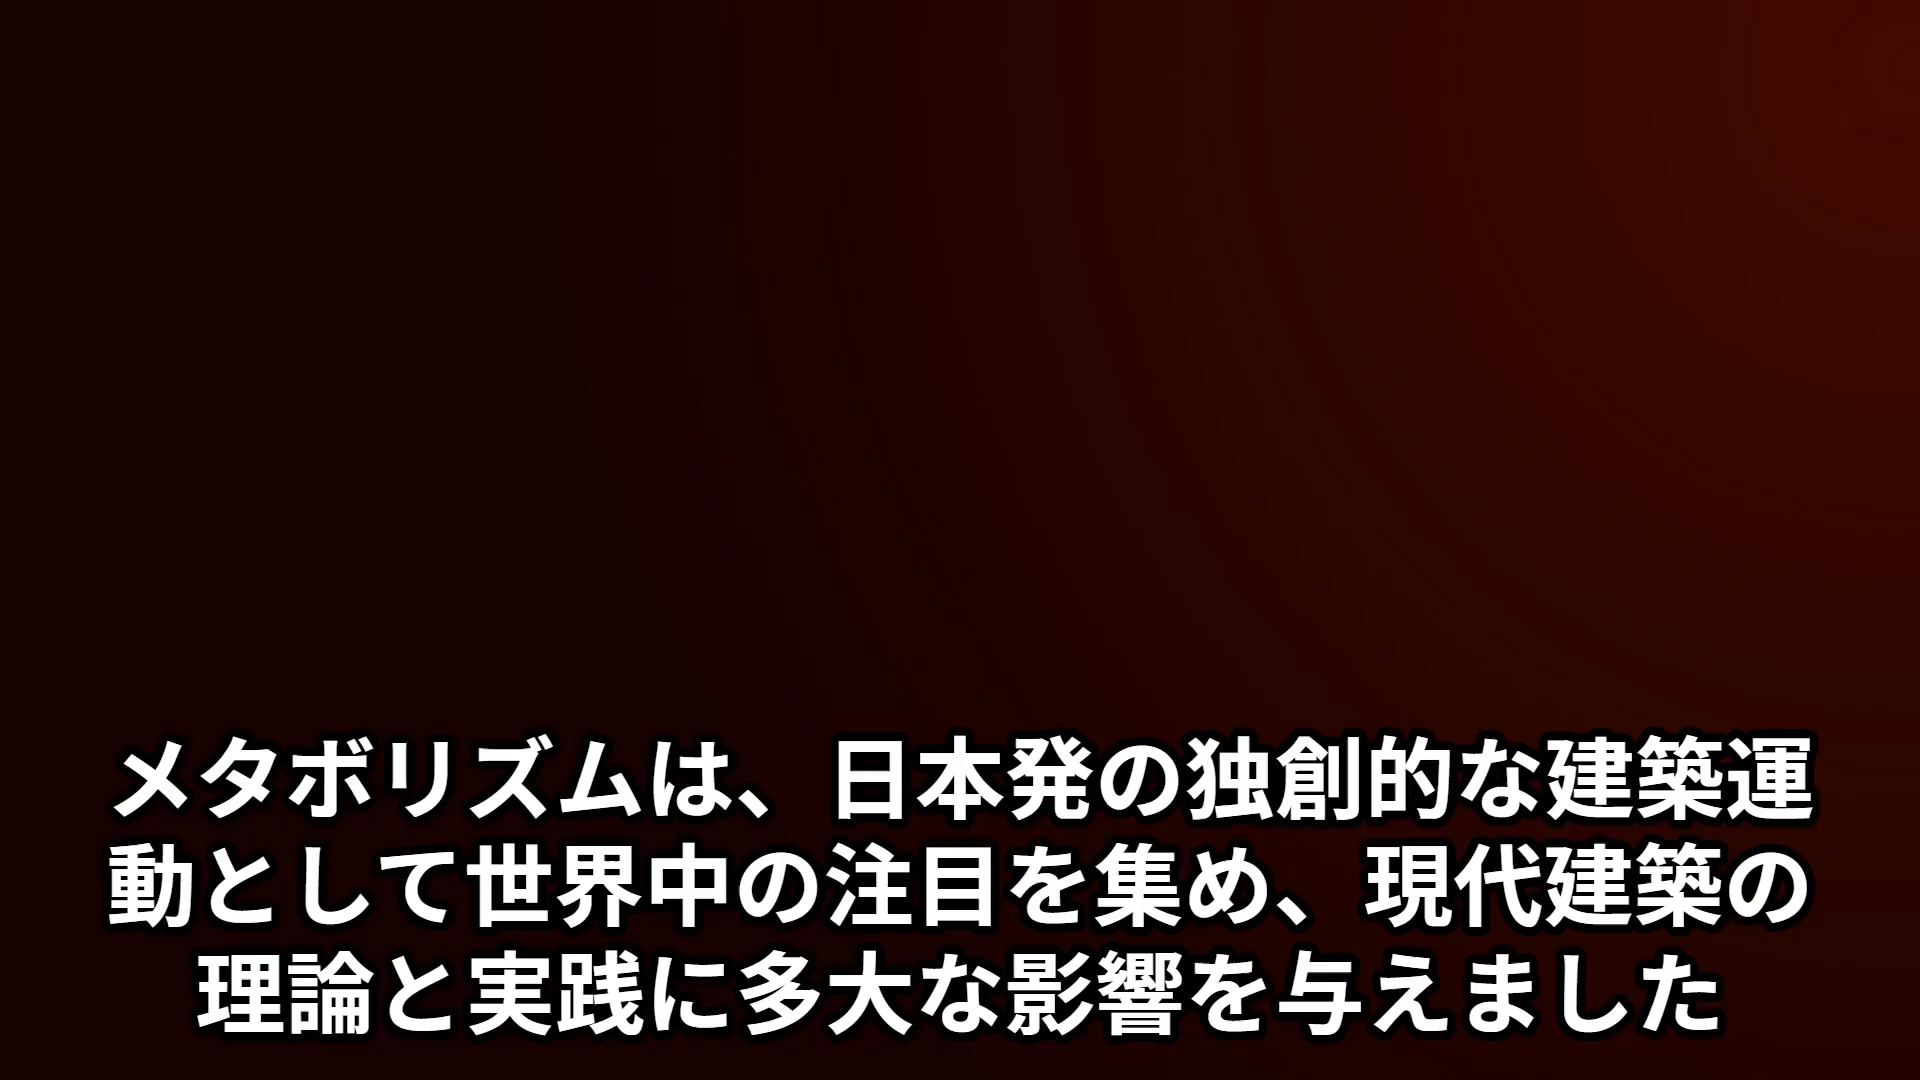 メタボリズムは、日本発の独創的な建築運
動として世界中の注目を集め、現代建築の
理論と実践に多大な影響を与えました